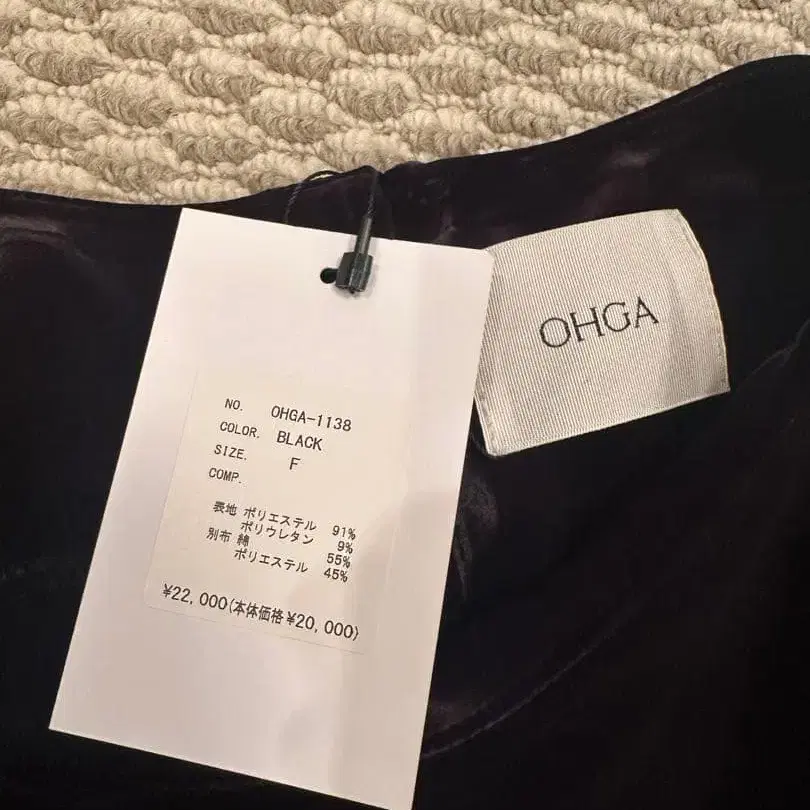 OHGA
NO. OHGA-1138
COLOR. BLACK
SIZE. F
COMP.
表地 ポリエステル 91%
ポリウレタン 9%
別布 綿 55%
ポリエステル 45%
¥22,000(本体価格¥20,000)